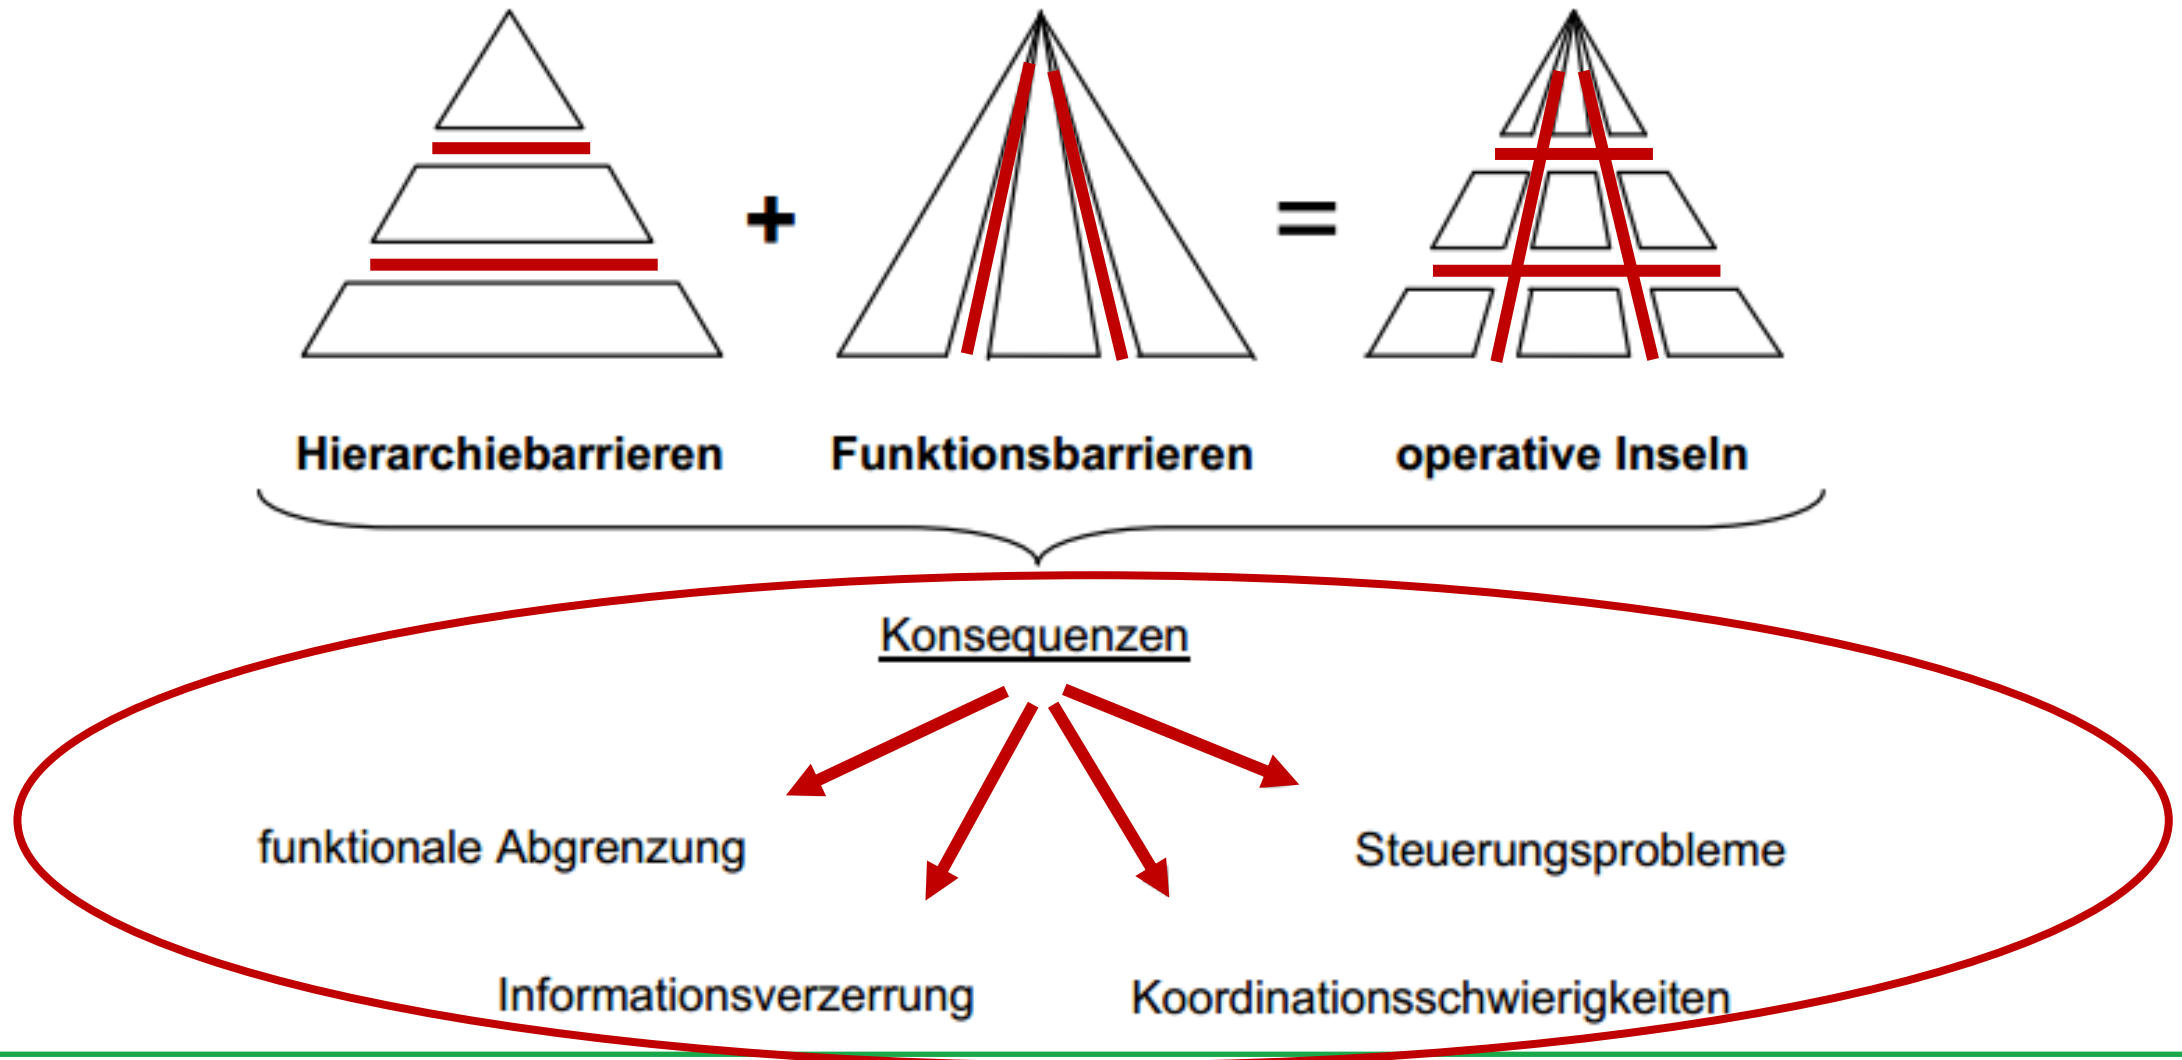 +
=
Hierarchiebarrieren
Funktionsbarrieren
operative Inseln
Konsequenzen
funktionale Abgrenzung
Steuerungsprobleme
Informationsverzerrung
Koordinationsschwierigkeiten